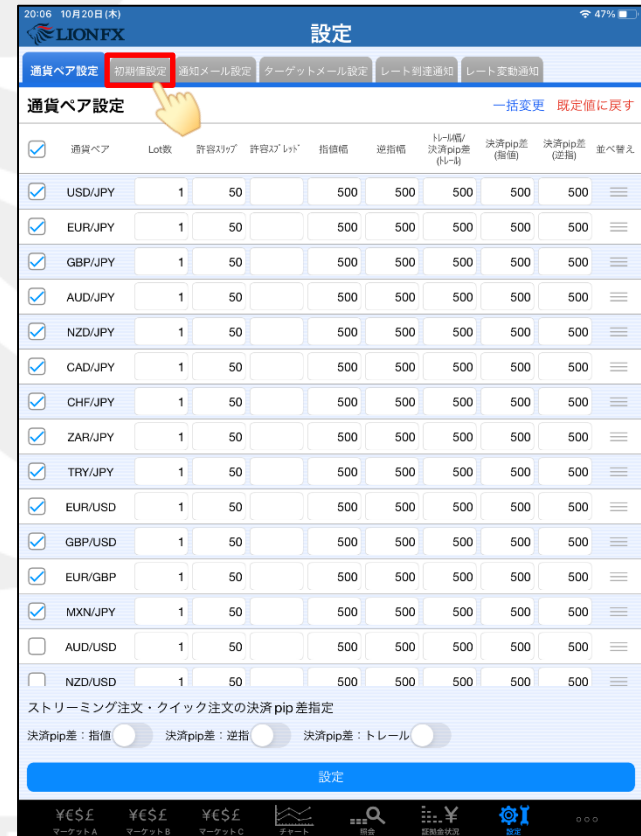 20:06 10月20日(木) 47%
LIONFX 設定
通貨ペア設定 初期値設定 通知メール設定 ターゲットメール設定 レート到達通知 レート変動通知
通貨ペア設定 一括変更 既定値に戻す
通貨ペア Lot数 許容ｽﾘｯﾌﾟ 許容ｽﾌﾟﾚｯﾄﾞ 指値幅 逆指幅 ﾄﾚｰﾙ幅/決済pip差(ﾄﾚｰﾙ) 決済pip差(指値) 決済pip差(逆指) 並べ替え
USD/JPY 1 50 500 500 500 500 500
EUR/JPY 1 50 500 500 500 500 500
GBP/JPY 1 50 500 500 500 500 500
AUD/JPY 1 50 500 500 500 500 500
NZD/JPY 1 50 500 500 500 500 500
CAD/JPY 1 50 500 500 500 500 500
CHF/JPY 1 50 500 500 500 500 500
ZAR/JPY 1 50 500 500 500 500 500
TRY/JPY 1 50 500 500 500 500 500
EUR/USD 1 50 500 500 500 500 500
GBP/USD 1 50 500 500 500 500 500
EUR/GBP 1 50 500 500 500 500 500
MXN/JPY 1 50 500 500 500 500 500
AUD/USD 1 50 500 500 500 500 500
NZD/USD 1 50 500 500 500 500 500
ストリーミング注文・クイック注文の決済pip差指定
決済pip差：指値 決済pip差：逆指 決済pip差：トレール
設定
¥€$£ ¥€$£ ¥€$£ ¥
マーケットA マーケットB マーケットC チャート 照会 証拠金状況 設定